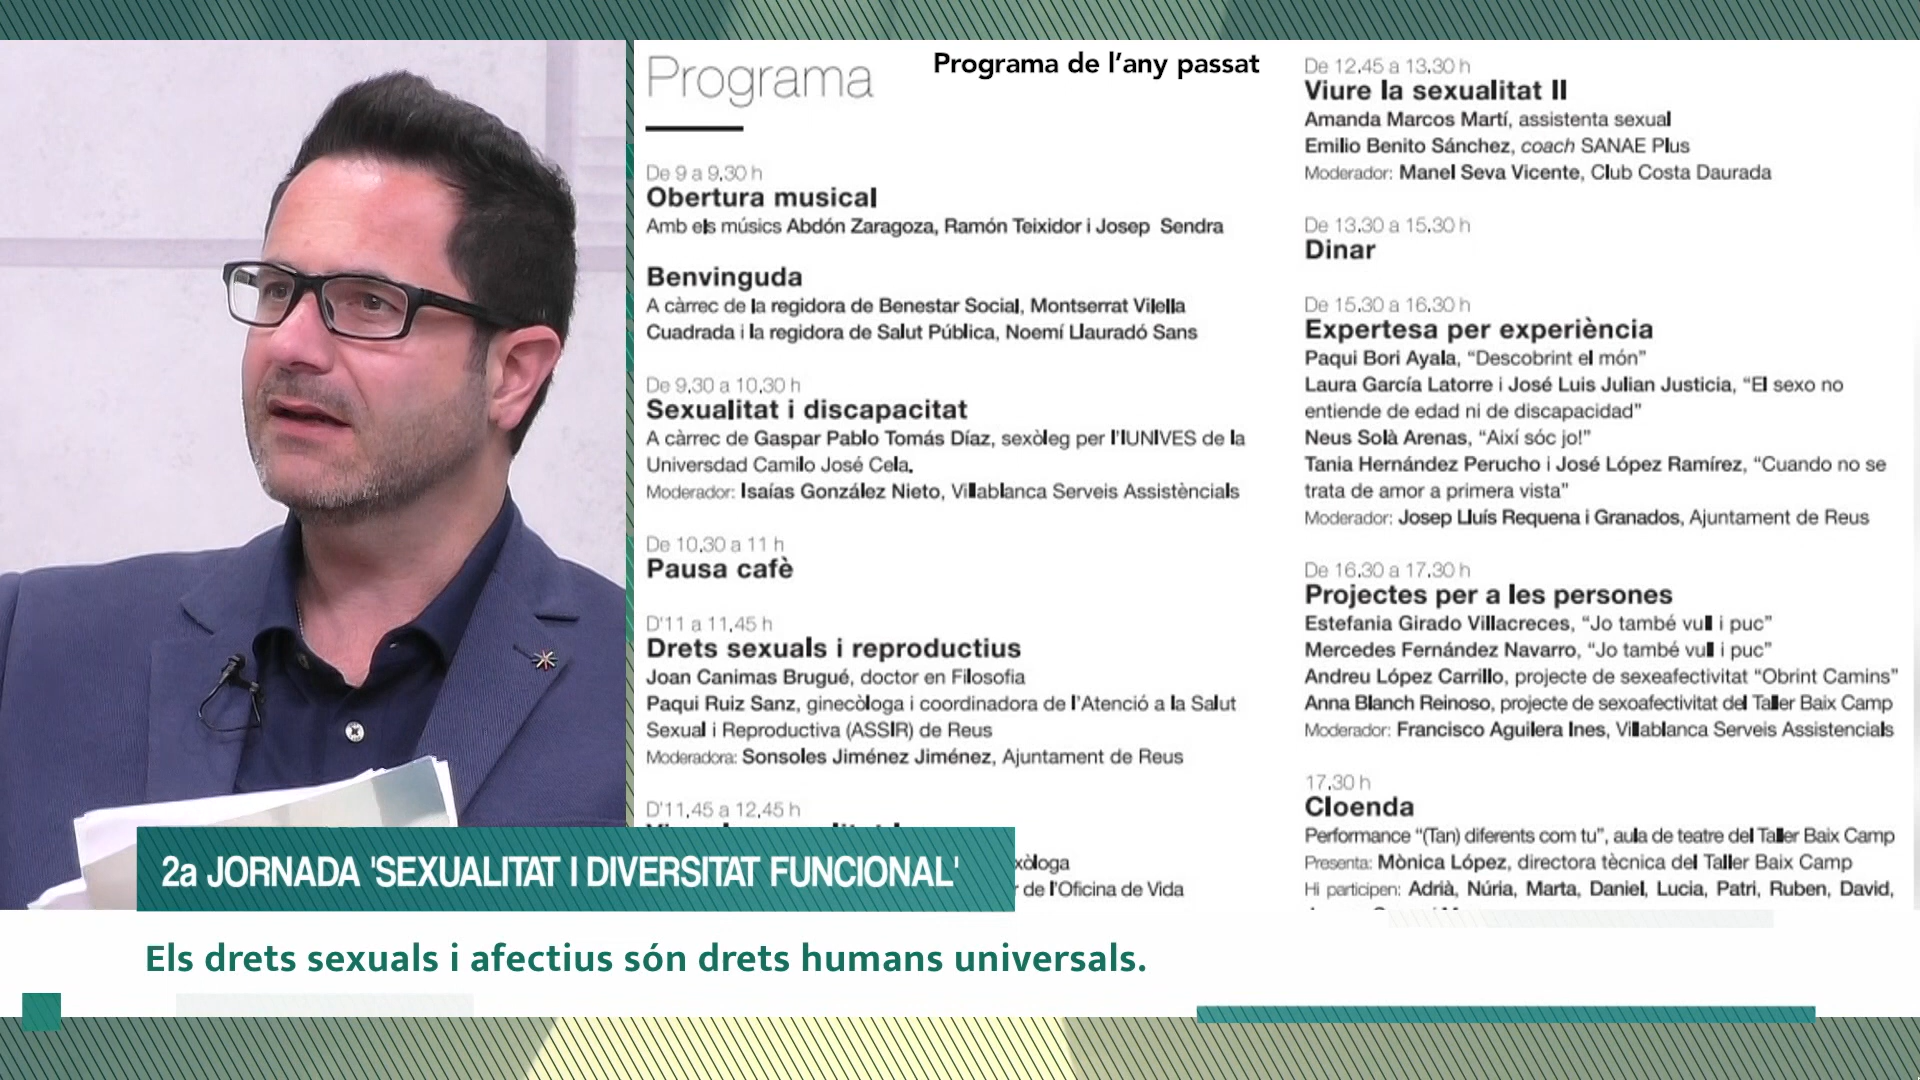 Programa
Programa de l’any passat
De 9 a 9.30 h
Obertura musical
Amb els músics Abdón Zaragoza, Ramón Teixidor i Josep Sendra
Benvinguda
A càrrec de la regidora de Benestar Social, Montserrat Vilella
Cuadrada i la regidora de Salut Pública, Noemí Llauradó Sans
De 9.30 a 10.30 h
Sexualitat i discapacitat
A càrrec de Gaspar Pablo Tomás Díaz, sexòleg per l’IUNIVES de la
Universdad Camilo José Cela.
Moderador: Isaías González Nieto, Villablanca Serveis Assistèncials
De 10.30 a 11 h
Pausa cafè
D’11 a 11.45 h
Drets sexuals i reproductius
Joan Canimas Brugué, doctor en Filosofia
Paqui Ruiz Sanz, ginecòloga i coordinadora de l’Atenció a la Salut
Sexual i Reproductiva (ASSIR) de Reus
Moderadora: Sonsoles Jiménez Jiménez, Ajuntament de Reus
D’11.45 a 12.45 h
de l’Oficina de Vida
De 12.45 a 13.30 h
Viure la sexualitat II
Amanda Marcos Martí, assistenta sexual
Emilio Benito Sánchez, coach SANAE Plus
Moderador: Manel Seva Vicente, Club Costa Daurada
De 13.30 a 15.30 h
Dinar
De 15.30 a 16.30 h
Expertesa per experiència
Paqui Bori Ayala, “Descobrint el món”
Laura García Latorre i José Luis Julian Justicia, “El sexo no
entiende de edad ni de discapacidad”
Neus Solà Arenas, “Així sóc jo!”
Tania Hernández Perucho i José López Ramírez, “Cuando no se
trata de amor a primera vista”
Moderador: Josep Lluís Requena i Granados, Ajuntament de Reus
De 16.30 a 17.30 h
Projectes per a les persones
Estefania Girado Villacreces, “Jo també vull i puc”
Mercedes Fernández Navarro, “Jo també vull i puc”
Andreu López Carrillo, projecte de sexeafectivitat “Obrint Camins”
Anna Blanch Reinoso, projecte de sexoafectivitat del Taller Baix Camp
Moderador: Francisco Aguilera Ines, Villablanca Serveis Assistencials
17.30 h
Cloenda
Performance “(Tan) diferents com tu”, aula de teatre del Taller Baix Camp
Presenta: Mònica López, directora tècnica del Taller Baix Camp
Hi participen: Adrià, Núria, Marta, Daniel, Lucia, Patri, Ruben, David,
2a JORNADA 'SEXUALITAT I DIVERSITAT FUNCIONAL'
Els drets sexuals i afectius són drets humans universals.